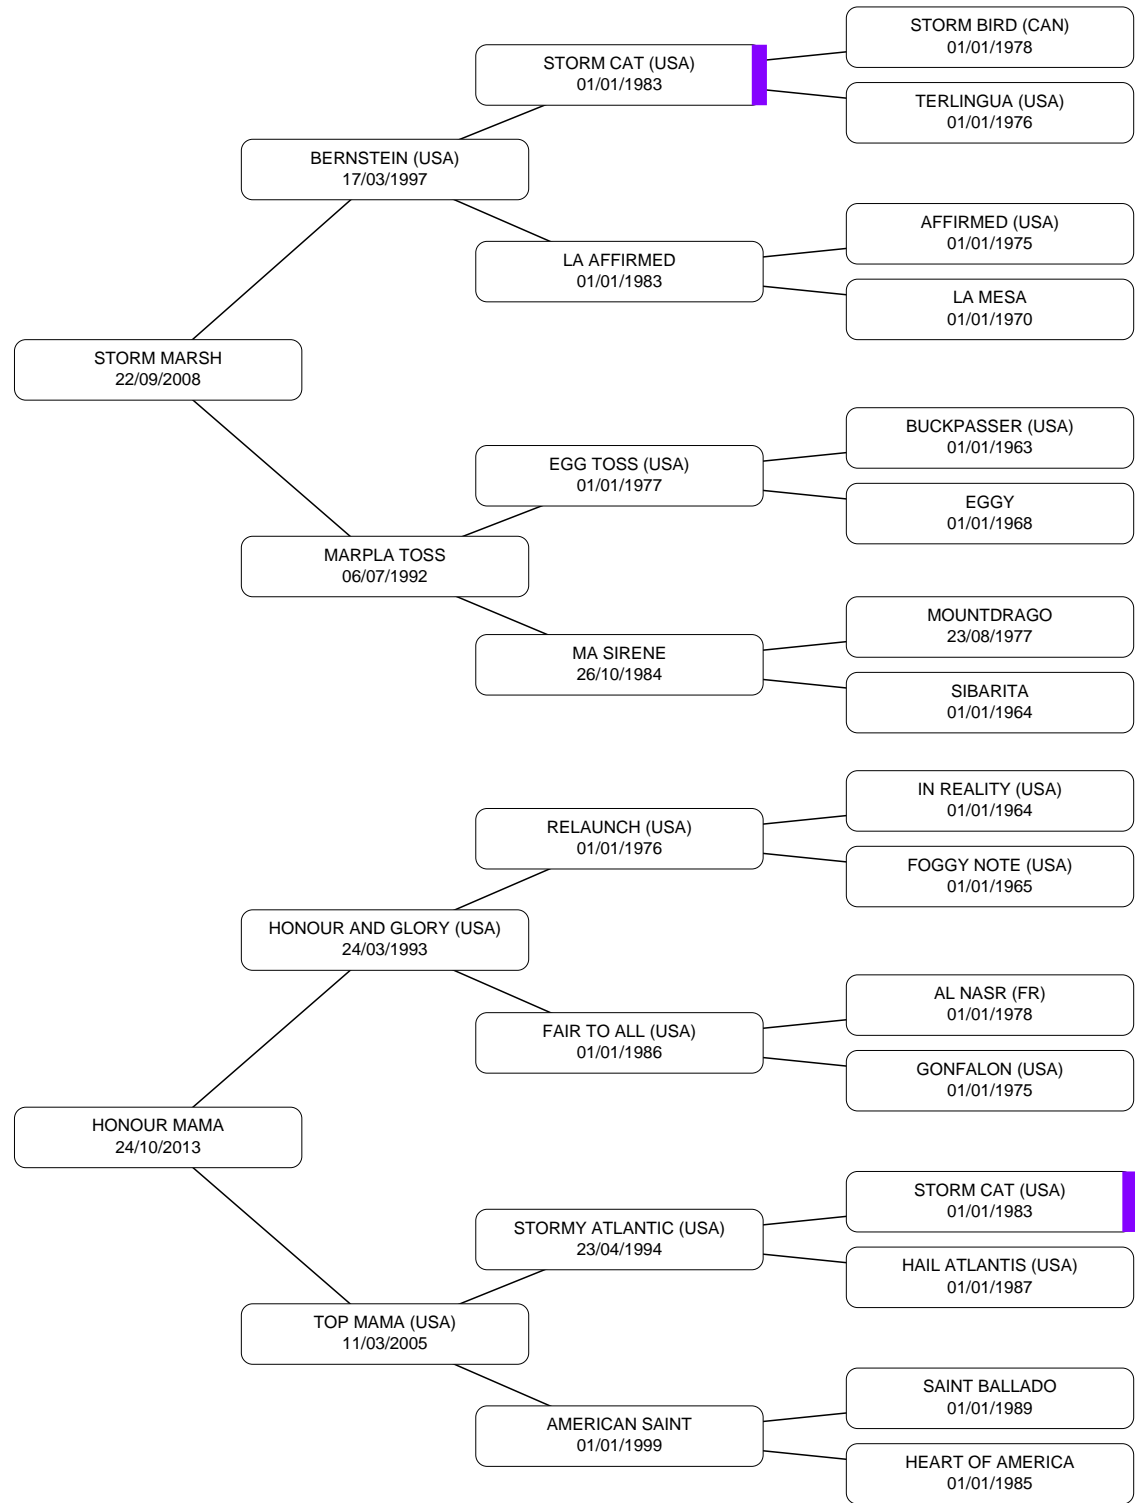 STORM BIRD (CAN)
01/01/1978
STORM CAT (USA)
01/01/1983
TERLINGUA (USA)
01/01/1976
BERNSTEIN (USA)
17/03/1997
AFFIRMED (USA)
01/01/1975
LA AFFIRMED
01/01/1983
LA MESA
01/01/1970
STORM MARSH
22/09/2008
BUCKPASSER (USA)
01/01/1963
EGG TOSS (USA)
01/01/1977
EGGY
01/01/1968
MARPLA TOSS
06/07/1992
MOUNTDRAGO
23/08/1977
MA SIRENE
26/10/1984
SIBARITA
01/01/1964
IN REALITY (USA)
01/01/1964
RELAUNCH (USA)
01/01/1976
FOGGY NOTE (USA)
01/01/1965
HONOUR AND GLORY (USA)
24/03/1993
AL NASR (FR)
01/01/1978
FAIR TO ALL (USA)
01/01/1986
GONFALON (USA)
01/01/1975
HONOUR MAMA
24/10/2013
STORM CAT (USA)
01/01/1983
STORMY ATLANTIC (USA)
23/04/1994
HAIL ATLANTIS (USA)
01/01/1987
TOP MAMA (USA)
11/03/2005
SAINT BALLADO
01/01/1989
AMERICAN SAINT
01/01/1999
HEART OF AMERICA
01/01/1985